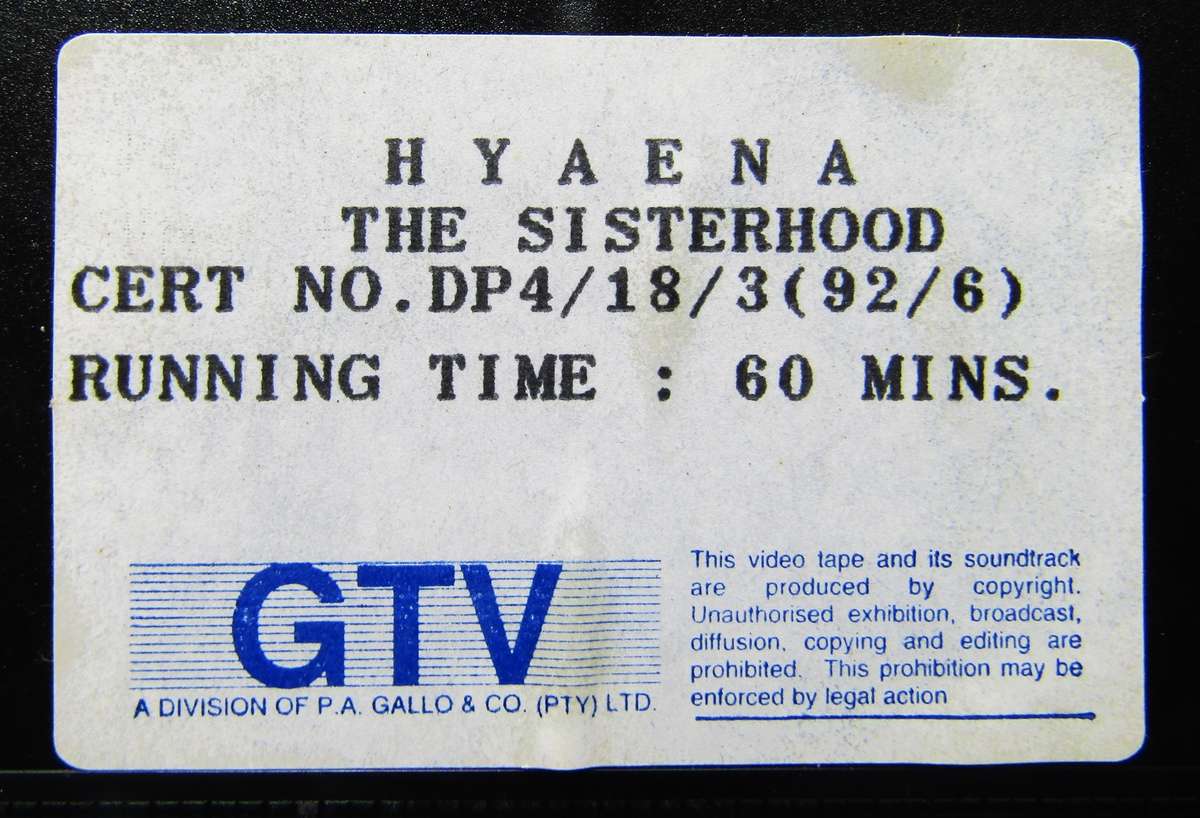 HYAENA
THE SISTERHOOD
CERT NO.DP4/18/3(92/6)
RUNNING TIME : 60 MINS.
GTV
A DIVISION OF P.A. GALLO & CO. (PTY) LTD.
This video tape and its soundtrack
are produced by copyright.
Unauthorised exhibition, broadcast,
diffusion, copying and editing are
prohibited. This prohibition may be
enforced by legal action